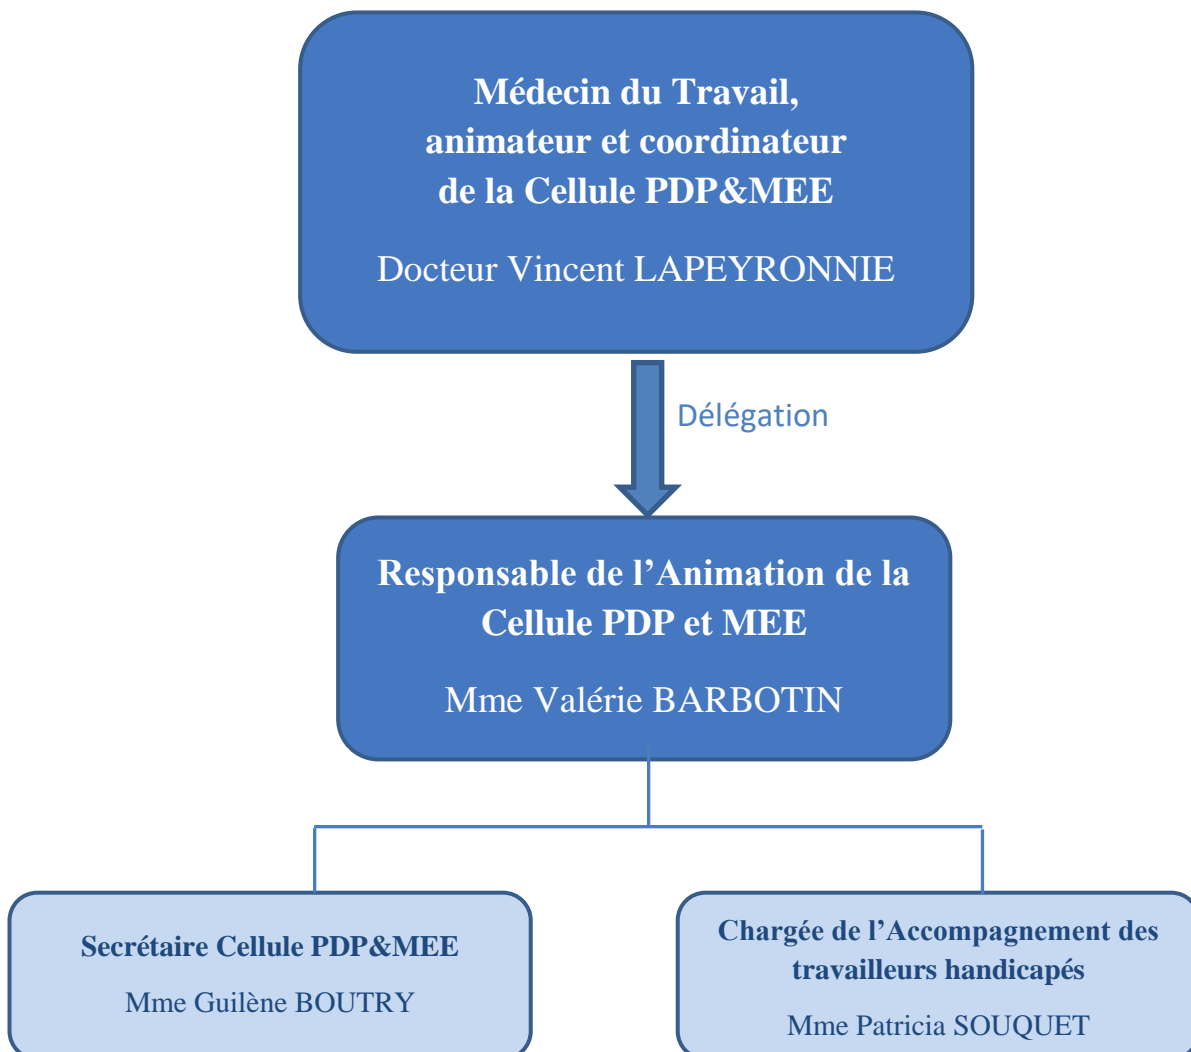 Médecin du Travail,
animateur et coordinateur
de la Cellule PDP&MEE
Docteur Vincent LAPEYRONNIE
Délégation
Responsable de l’Animation de la
Cellule PDP et MEE
Mme Valérie BARBOTIN
Secrétaire Cellule PDP&MEE
Mme Guilène BOUTRY
Chargée de l’Accompagnement des
travailleurs handicapés
Mme Patricia SOUQUET